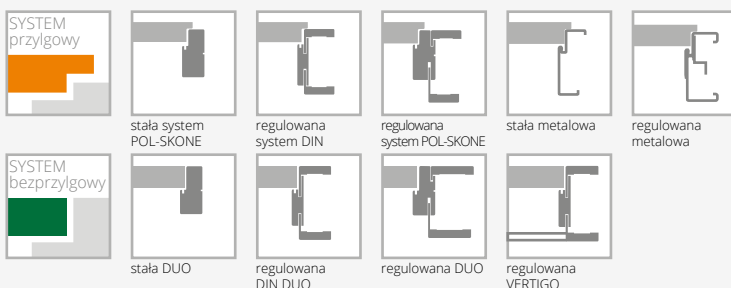 SYSTEM
przylgowy
stała system
POL-SKONE
regulowana
system DIN
regulowana
system POL-SKONE
stała metalowa
regulowana
metalowa
SYSTEM
bezprzylgowy
stała DUO
regulowana
DIN DUO
regulowana DUO
regulowana
VERTIGO